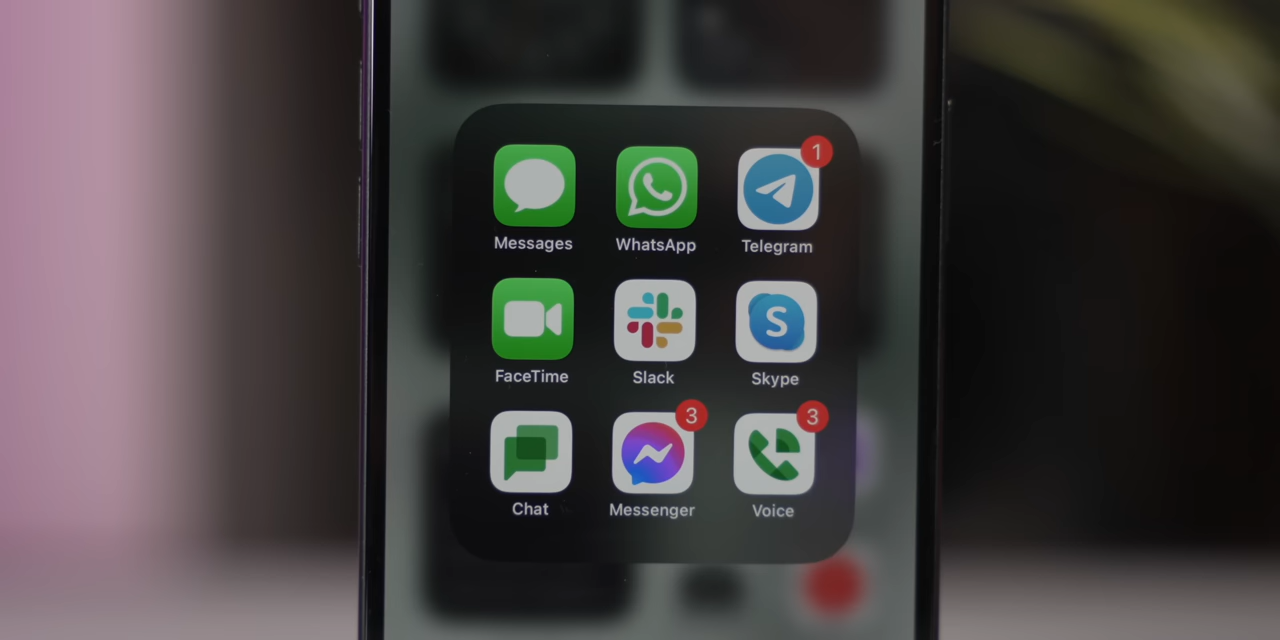 1
Messages WhatsApp Telegram
S
FaceTime Slack Skype
3 3
Chat Messenger Voice